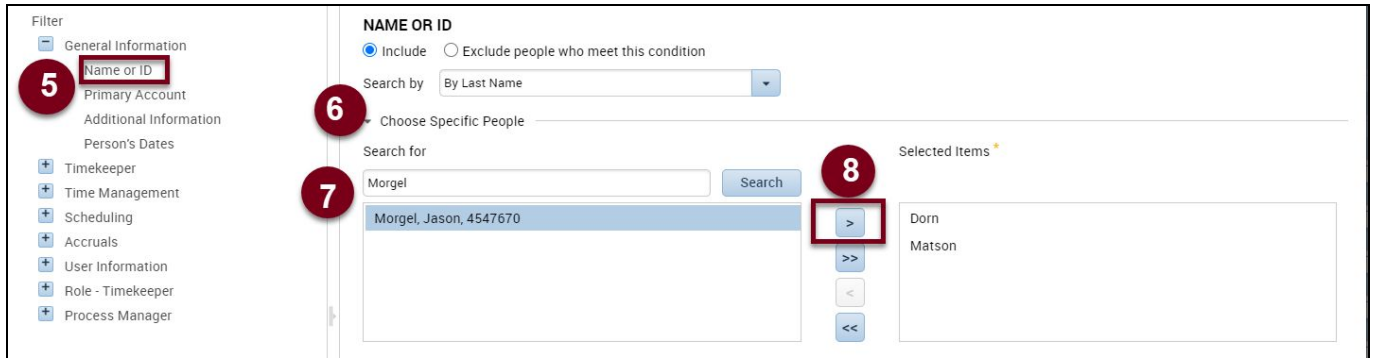 Filter
General Information
5
Name or ID
Primary Account
Additional Information
Person's Dates
Timekeeper
Time Management
Scheduling
Accruals
User Information
Role - Timekeeper
Process Manager
NAME OR ID
Include Exclude people who meet this condition
Search by By Last Name
6
Choose Specific People
Search for
7
Morgel Search
Morgel, Jason, 4547670
8
>
>>
<
<<
Selected Items *
Dorn
Matson